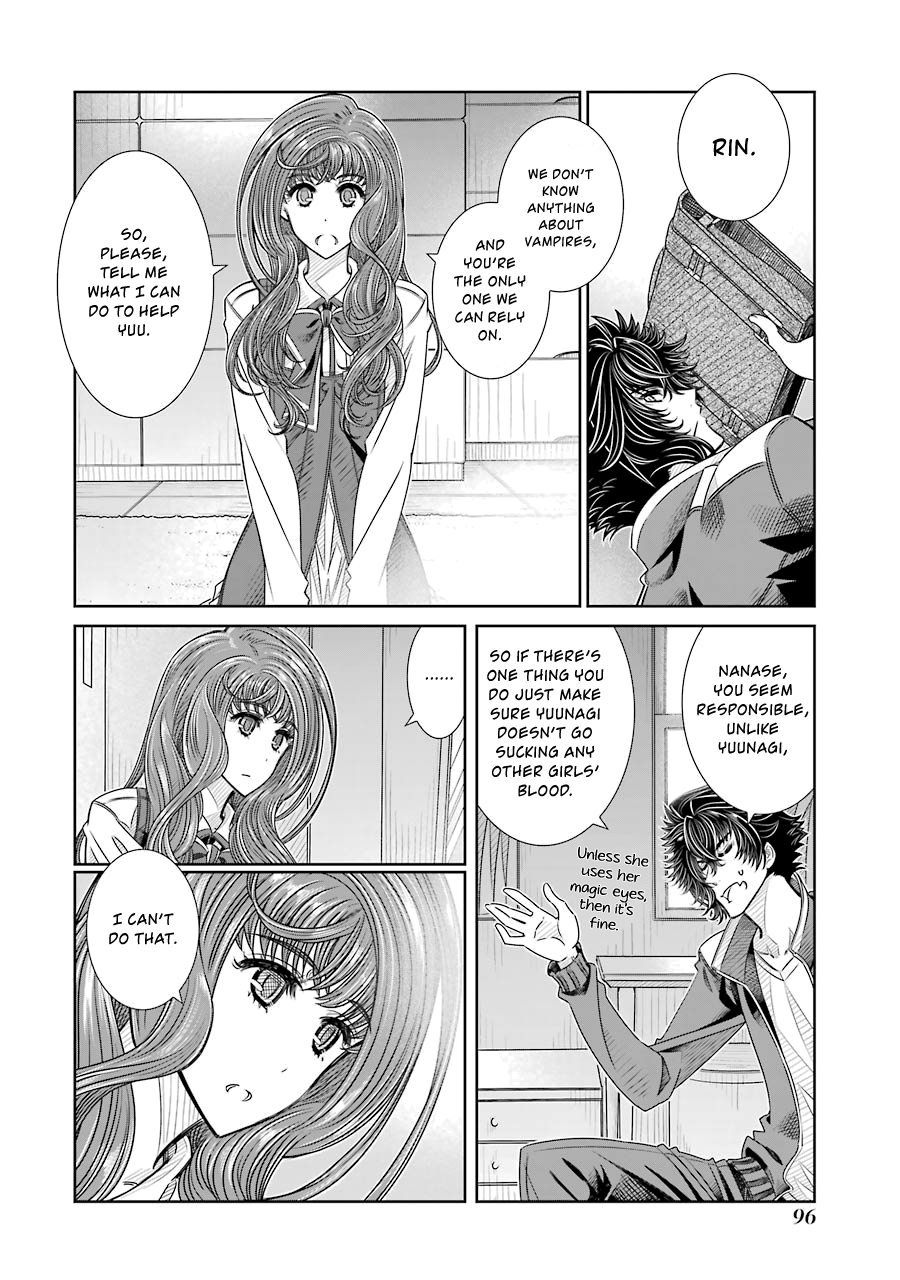 RIN.
WE DON'T
KNOW
ANYTHING
ABOUT
VAMPIRES,
AND
YOU'RE
THE ONLY
ONE WE
CAN RELY
ON.
SO,
PLEASE,
TELL ME
WHAT I CAN
DO TO HELP
YUU.
NANASE,
YOU SEEM
RESPONSIBLE,
UNLIKE
YUUNAGI,
SO IF THERE'S
ONE THING YOU
DO JUST MAKE
SURE YUUNAGI
DOESN'T GO
SUCKING ANY
OTHER GIRLS'
BLOOD.
Unless she
uses her
magic eyes,
then it's
fine.
......
I CAN'T
DO THAT.
96